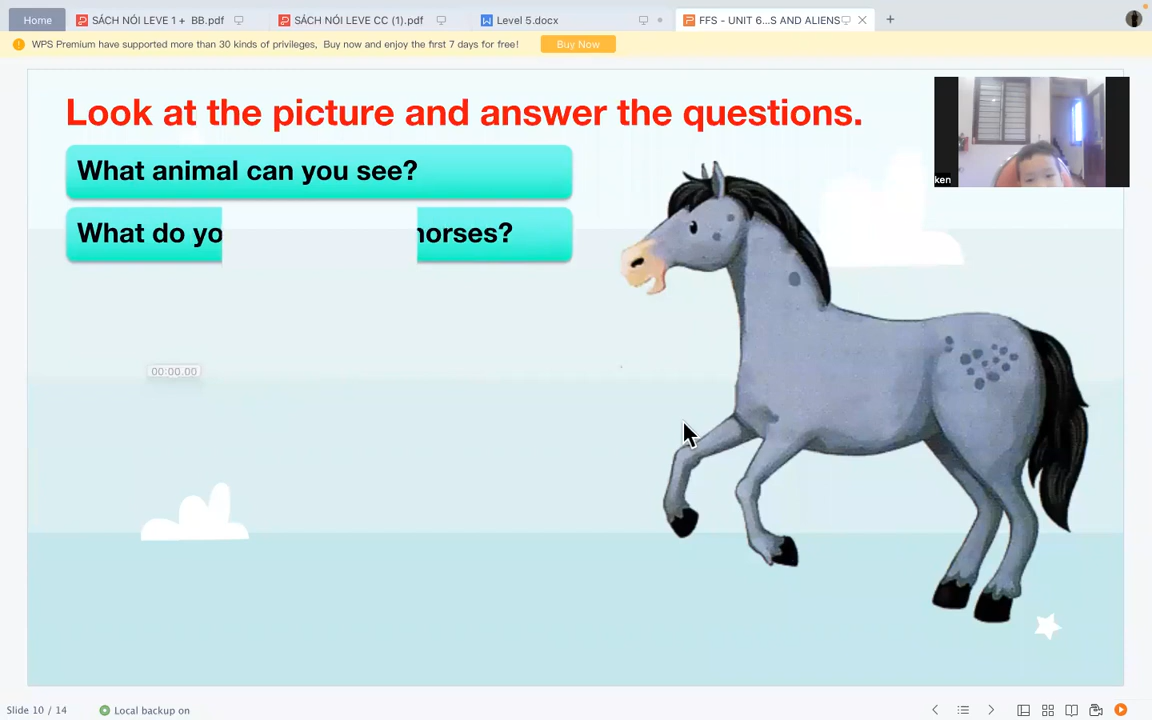 Home
SÁCH NÓI LEVE 1 + BB.pdf
SÁCH NÓI LEVE CC (1).pdf
Level 5.docx
FFS - UNIT 6...S AND ALIENS
WPS Premium have supported more than 30 kinds of privileges, Buy now and enjoy the first 7 days for free!
Buy Now
Look at the picture and answer the questions.
ken
What animal can you see?
What do yo horses?
00:00.00
Slide 10 / 14
Local backup on